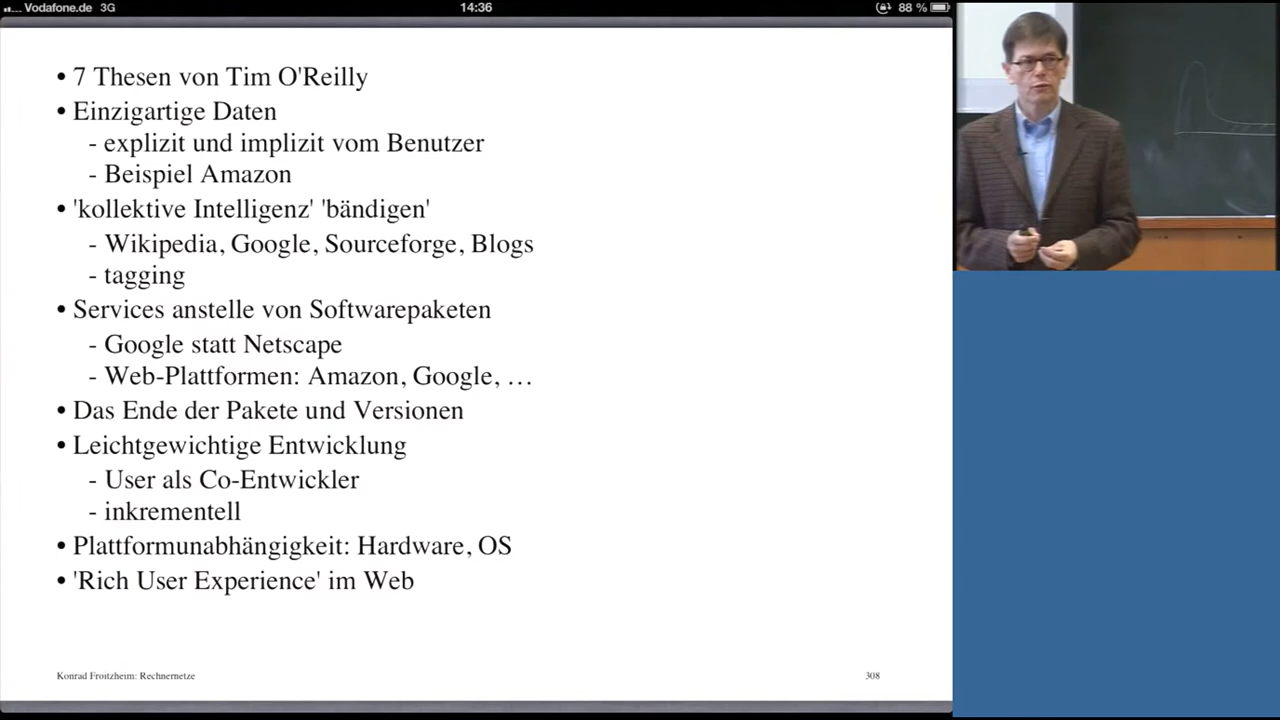 Vodafone.de 3G 14:36 88 %
• 7 Thesen von Tim O'Reilly
• Einzigartige Daten
- explizit und implizit vom Benutzer
- Beispiel Amazon
• 'kollektive Intelligenz' 'bändigen'
- Wikipedia, Google, Sourceforge, Blogs
- tagging
• Services anstelle von Softwarepaketen
- Google statt Netscape
- Web-Plattformen: Amazon, Google, …
• Das Ende der Pakete und Versionen
• Leichtgewichtige Entwicklung
- User als Co-Entwickler
- inkrementell
• Plattformunabhängigkeit: Hardware, OS
• 'Rich User Experience' im Web
Konrad Froitzheim: Rechnernetze 308